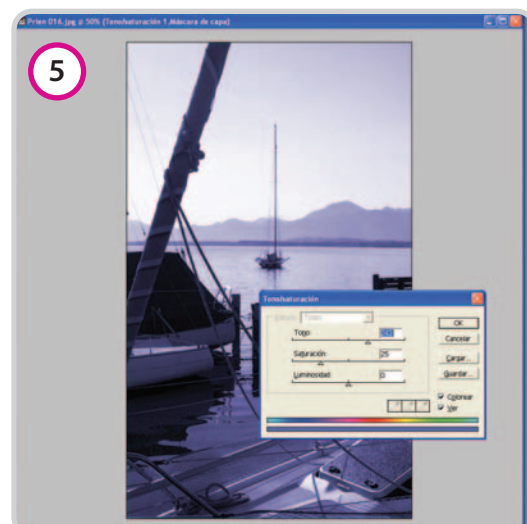 Prien 016.jpg @ 50% (Tono/saturación 1,Máscara de capa)
5
Tono/saturación
Todo
OK
Tono
Cancelar
Saturación
25
Cargar...
Luminosidad
0
Guardar...
Colorear
Ver